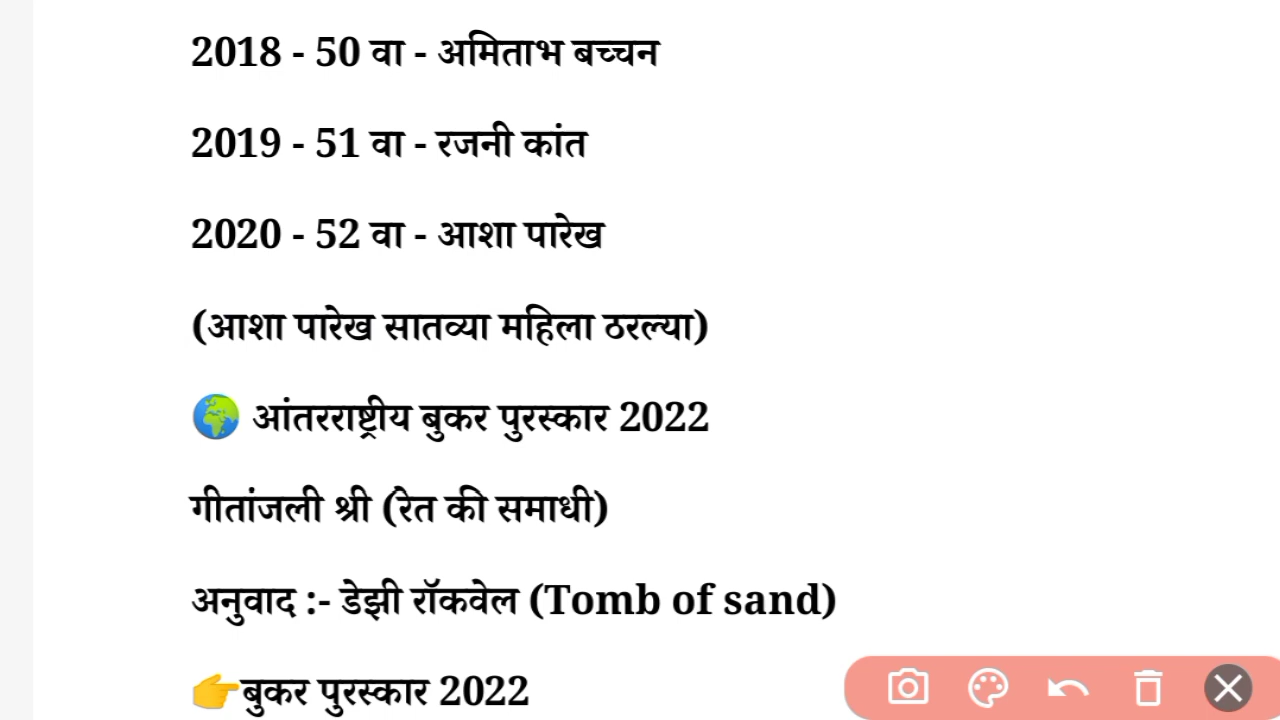 2018 - 50 वा - अमिताभ बच्चन
2019 - 51 वा - रजनी कांत
2020 - 52 वा - आशा पारेख
(आशा पारेख सातव्या महिला ठरल्या)
🌍 आंतरराष्ट्रीय बुकर पुरस्कार 2022
गीतांजली श्री (रेत की समाधी)
अनुवाद :- डेझी रॉकवेल (Tomb of sand)
👉बुकर पुरस्कार 2022